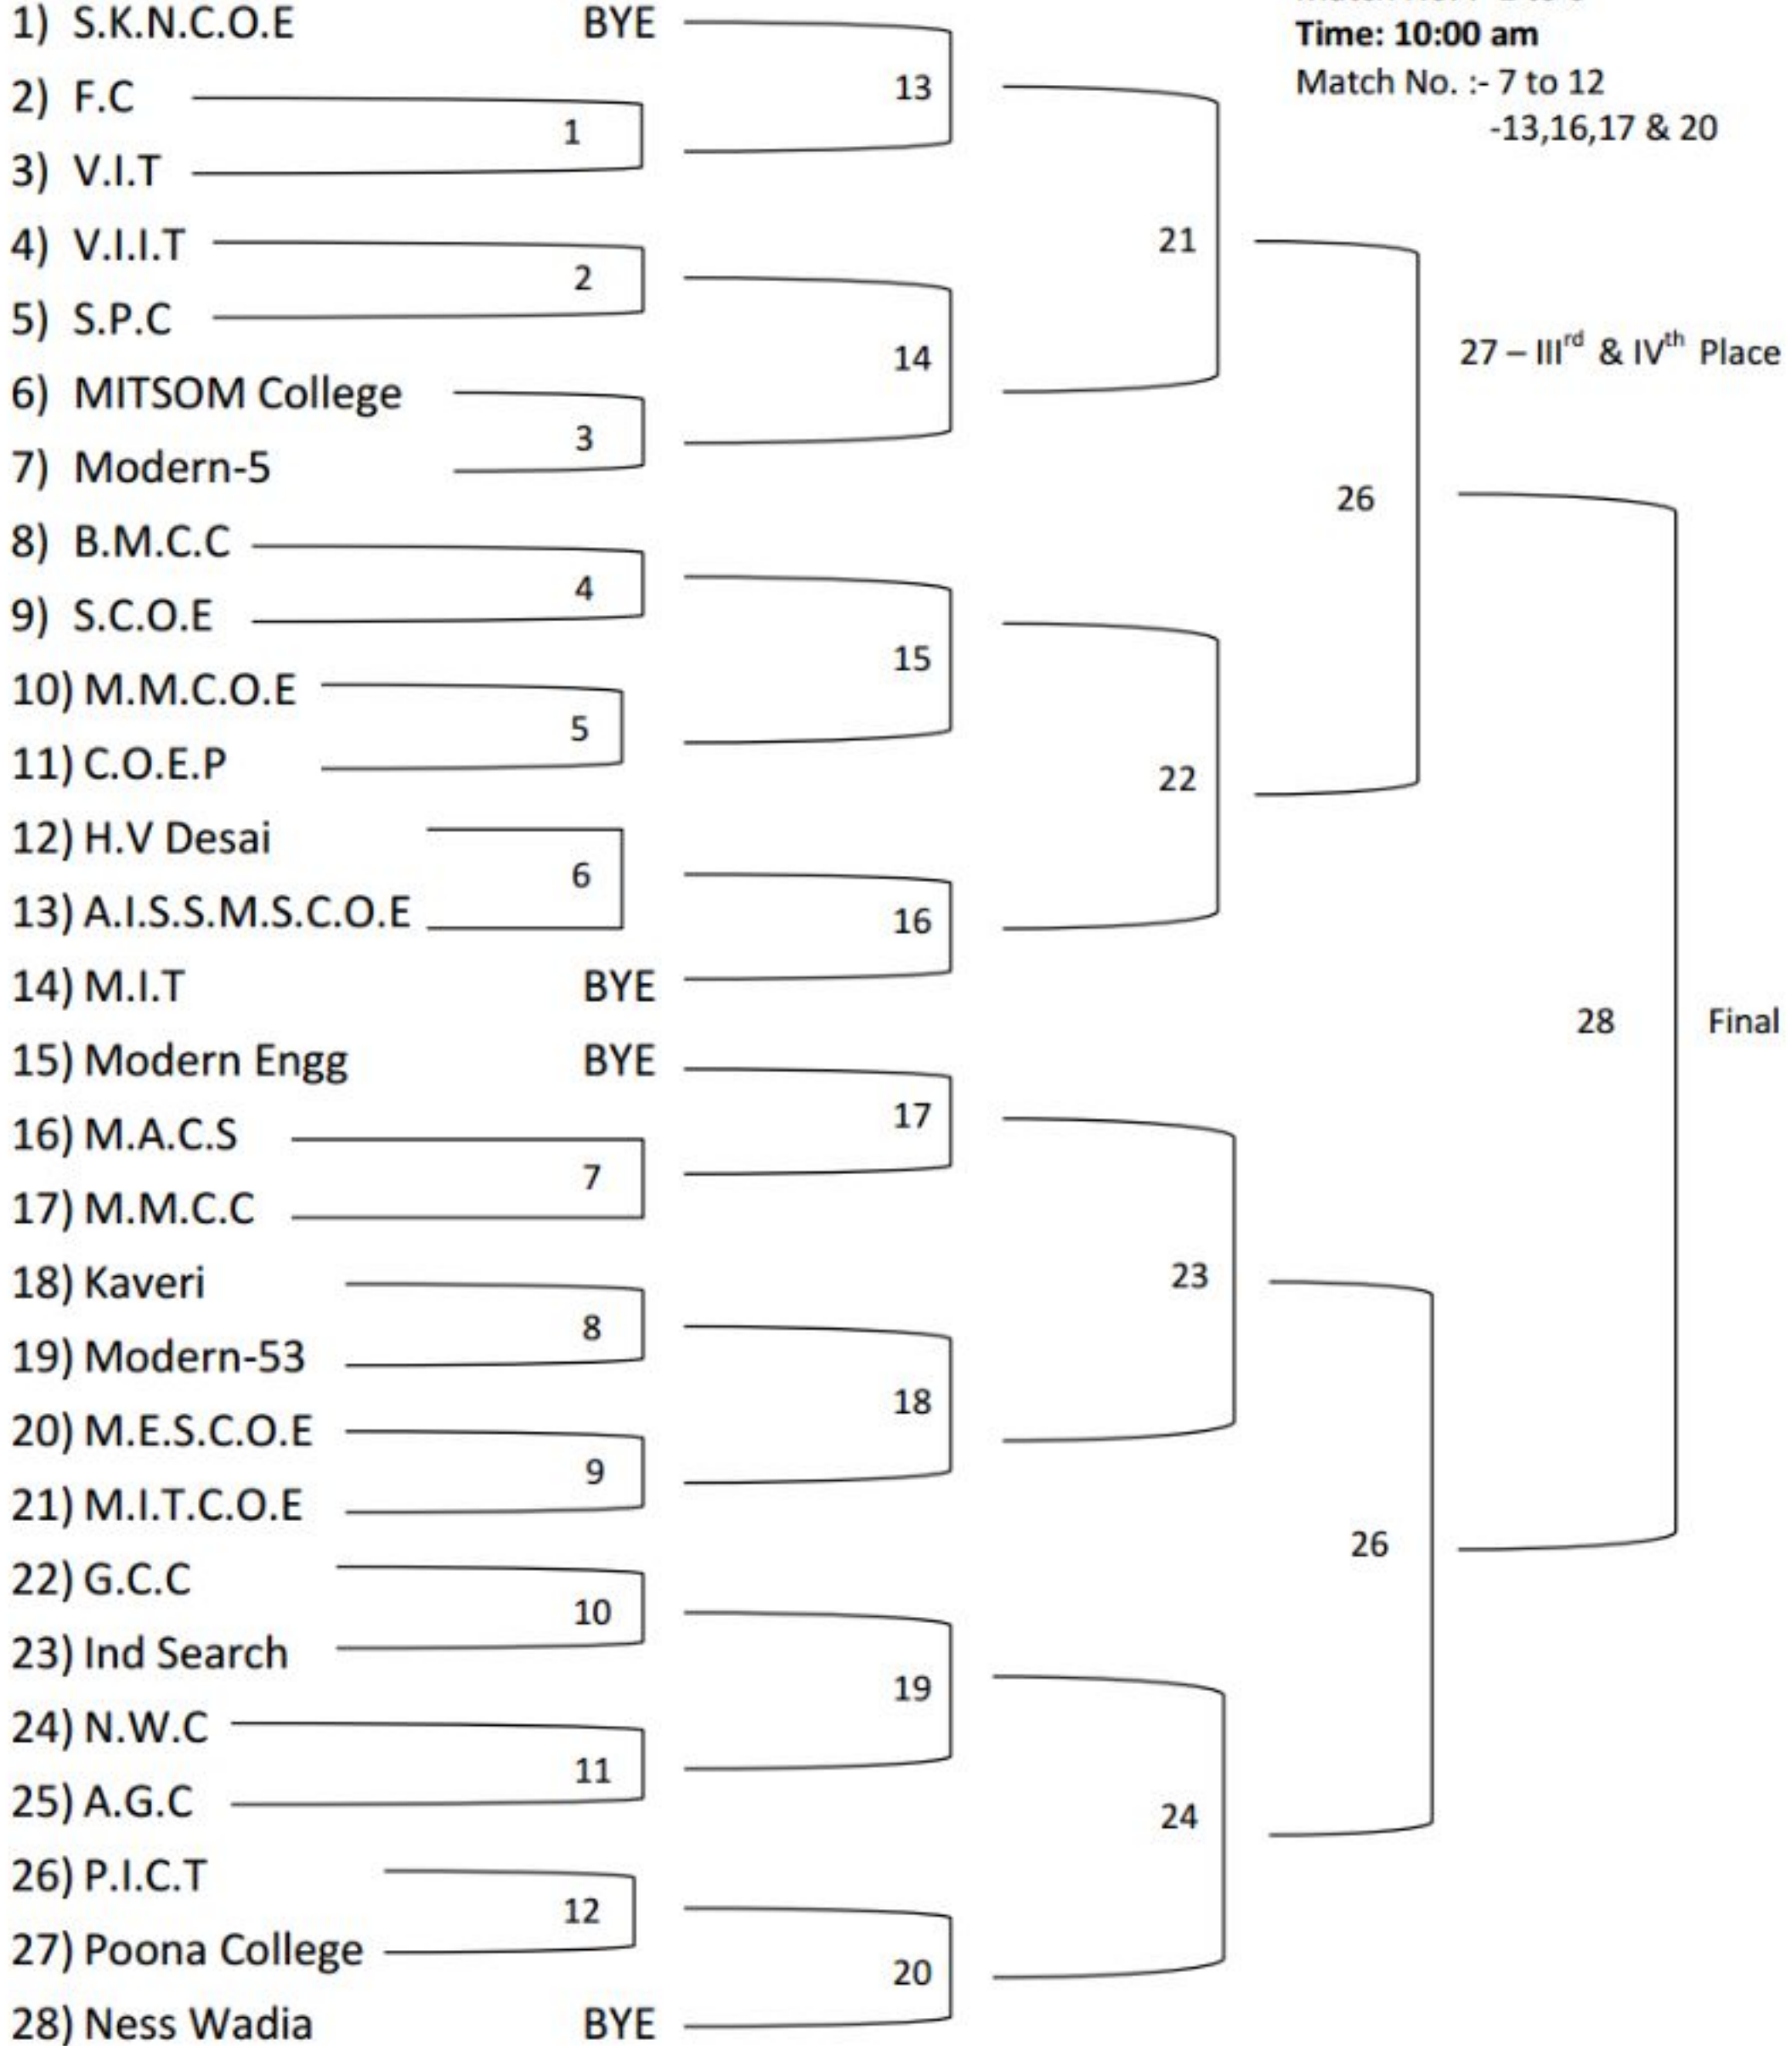 1) S.K.N.C.O.E BYE
Time: 10:00 am
2) F.C
13
Match No. :- 7 to 12
1
-13,16,17 & 20
3) V.I.T
4) V.I.I.T
21
2
5) S.P.C
14
27 – IIIrd & IVth Place
6) MITSOM College
3
7) Modern-5
26
8) B.M.C.C
4
9) S.C.O.E
15
10) M.M.C.O.E
5
11) C.O.E.P
22
12) H.V Desai
6
13) A.I.S.S.M.S.C.O.E
16
14) M.I.T BYE
28 Final
15) Modern Engg BYE
17
16) M.A.C.S
7
17) M.M.C.C
18) Kaveri
23
8
19) Modern-53
18
20) M.E.S.C.O.E
9
21) M.I.T.C.O.E
26
22) G.C.C
10
23) Ind Search
19
24) N.W.C
11
25) A.G.C
24
26) P.I.C.T
12
27) Poona College
20
28) Ness Wadia BYE